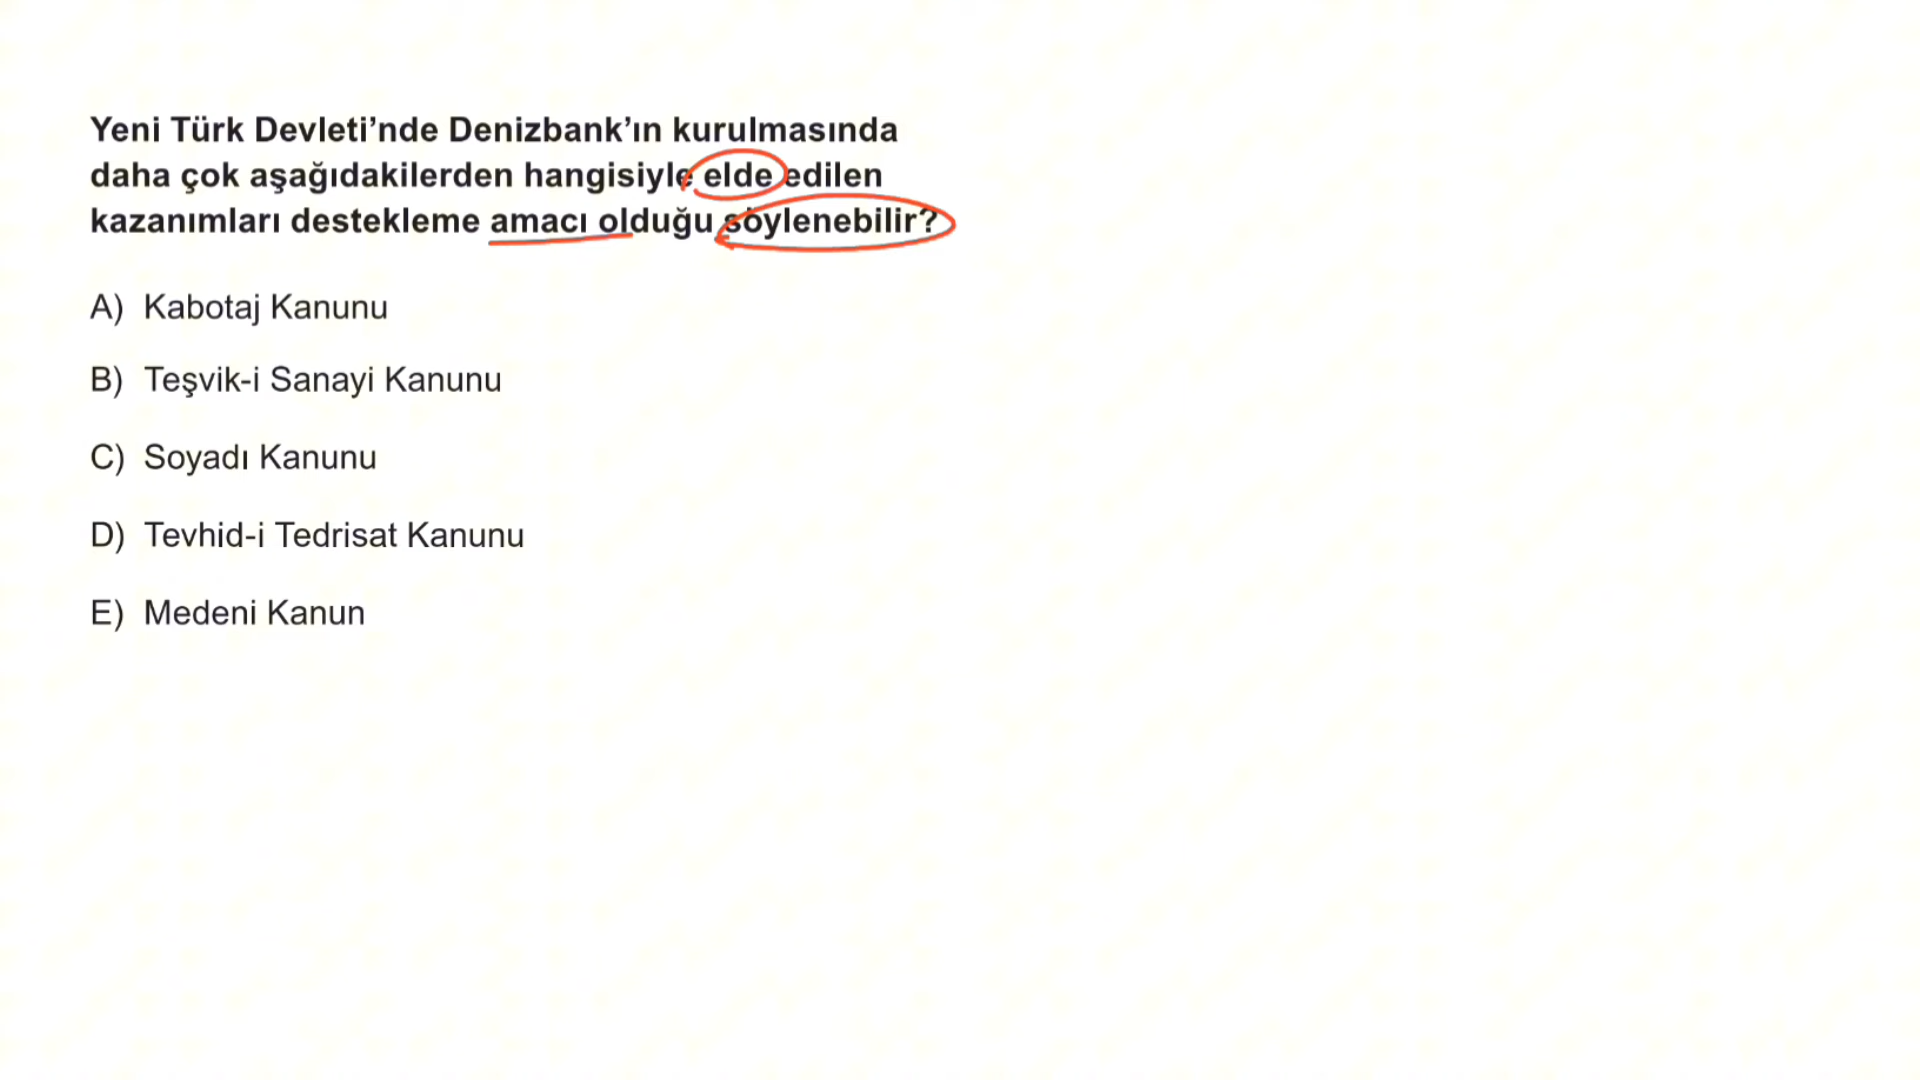 Yeni Türk Devleti’nde Denizbank’ın kurulmasında
daha çok aşağıdakilerden hangisiyle elde edilen
kazanımları destekleme amacı olduğu söylenebilir?
A) Kabotaj Kanunu
B) Teşvik-i Sanayi Kanunu
C) Soyadı Kanunu
D) Tevhid-i Tedrisat Kanunu
E) Medeni Kanun